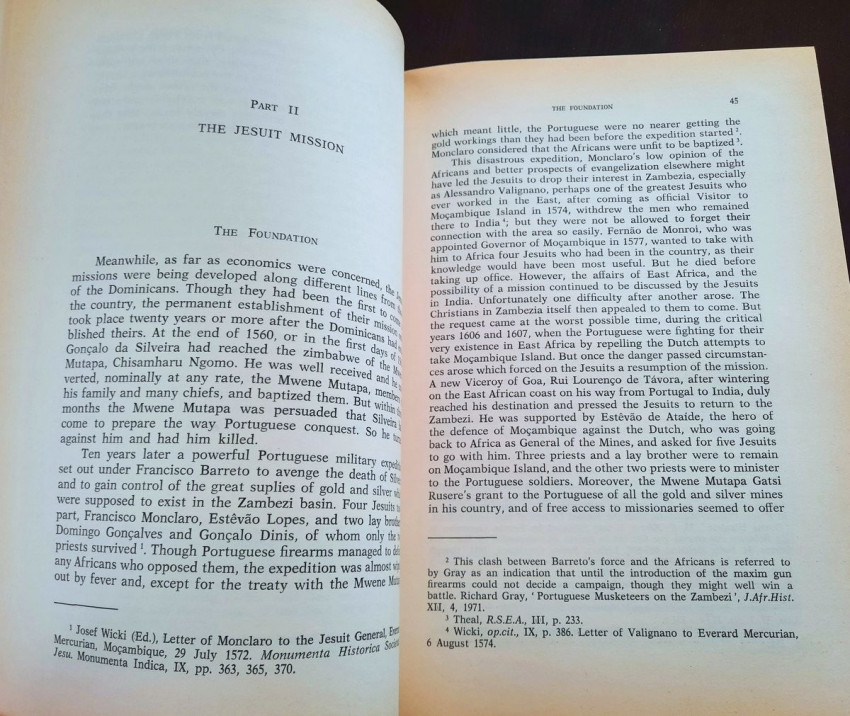 PART II
THE JESUIT MISSION
THE FOUNDATION
Meanwhile, as far as economics were concerned, the
missions were being developed along different lines from
of the Dominicans. Though they had been the first to
the country, the permanent establishment of their mission
took place twenty years or more after the Dominicans had
blished theirs. At the end of 1560, or in the first days of
Gonçalo da Silveira had reached the zimbabwe of the
Mutapa, Chisamharu Ngomo. He was well received and
verted, nominally at any rate, the Mwene Mutapa, members
his family and many chiefs, and baptized them. But within
months the Mwene Mutapa was persuaded that Silveira
come to prepare the way Portuguese conquest. So he
against him and had him killed.
Ten years later a powerful Portuguese military
set out under Francisco Barreto to avenge the death of
and to gain control of the great suplies of gold and silver
were supposed to exist in the Zambezi basin. Four Jesuits
part, Francisco Monclaro, Estêvão Lopes, and two lay
Domingo Gonçalves and Gonçalo Dinis, of whom only the
priests survived ¹. Though Portuguese firearms managed to
any Africans who opposed them, the expedition was almost
out by fever and, except for the treaty with the Mwene
¹ Josef Wicki (Ed.), Letter of Monclaro to the Jesuit General,
Mercurian, Moçambique, 29 July 1572. Monumenta Historica
Jesu. Monumenta Indica, IX, pp. 363, 365, 370.
THE FOUNDATION 45
which meant little, the Portuguese were no nearer getting the
gold workings than they had been before the expedition started ².
Monclaro considered that the Africans were unfit to be baptized ³.
This disastrous expedition, Monclaro's low opinion of the
Africans and better prospects of evangelization elsewhere might
have led the Jesuits to drop their interest in Zambezia, especially
as Alessandro Valignano, perhaps one of the greatest Jesuits who
ever worked in the East, after coming as official Visitor to
Moçambique Island in 1574, withdrew the men who remained
there to India ⁴; but they were not be allowed to forget their
connection with the area so easily. Fernão de Monroi, who was
appointed Governor of Moçambique in 1577, wanted to take with
him to Africa four Jesuits who had been in the country, as their
knowledge would have been most useful. But he died before
taking up office. However, the affairs of East Africa, and the
possibility of a mission continued to be discussed by the Jesuits
in India. Unfortunately one difficulty after another arose. The
Christians in Zambezia itself then appealed to them to come. But
the request came at the worst possible time, during the critical
years 1606 and 1607, when the Portuguese were fighting for their
very existence in East Africa by repelling the Dutch attempts to
take Moçambique Island. But once the danger passed circumstan-
ces arose which forced on the Jesuits a resumption of the mission.
A new Viceroy of Goa, Rui Lourenço de Távora, after wintering
on the East African coast on his way from Portugal to India, duly
reached his destination and pressed the Jesuits to return to the
Zambezi. He was supported by Estêvão de Ataide, the hero of
the defence of Moçambique against the Dutch, who was going
back to Africa as General of the Mines, and asked for five Jesuits
to go with him. Three priests and a lay brother were to remain
on Moçambique Island, and the other two priests were to minister
to the Portuguese soldiers. Moreover, the Mwene Mutapa Gatsi
Rusere's grant to the Portuguese of all the gold and silver mines
in his country, and of free access to missionaries seemed to offer
² This clash between Barreto's force and the Africans is referred to
by Gray as an indication that until the introduction of the maxim gun
firearms could not decide a campaign, though they might well win a
battle. Richard Gray, ' Portuguese Musketeers on the Zambezi ', J.Afr.Hist.
XII, 4, 1971.
³ Theal, R.S.E.A., III, p. 233.
⁴ Wicki, op.cit., IX, p. 386. Letter of Valignano to Everard Mercurian,
6 August 1574.